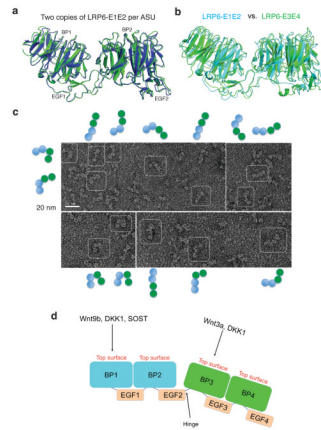 a
Two copies of LRP6-E1E2 per ASU
BP1
BP2
EGF1
EGF2
b
LRP6-E1E2 vs. LRP6-E3E4
c
20 nm
d
Wnt9b, DKK1, SOST
Wnt3a, DKK1
Top surface
Top surface
Top surface
Top surface
BP1
BP2
BP3
BP4
EGF1
EGF2
EGF3
EGF4
Hinge